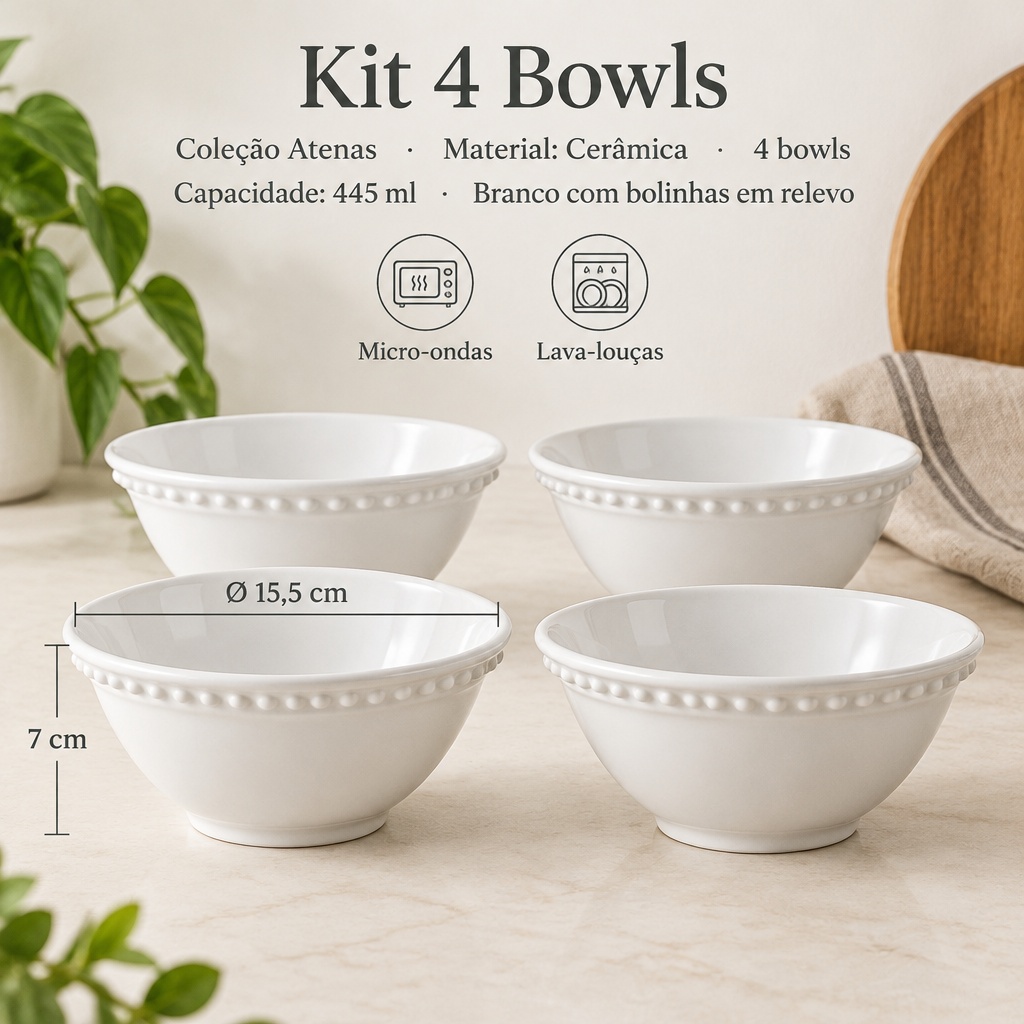 Kit 4 Bowls
Coleção Atenas · Material: Cerâmica · 4 bowls
Capacidade: 445 ml · Branco com bolinhas em relevo
Micro-ondas Lava-louças
Ø 15,5 cm
7 cm